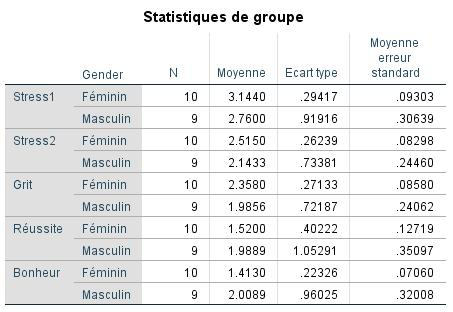 Statistiques de groupe
Gender N Moyenne Ecart type Moyenne erreur standard
Stress1 Féminin 10 3.1440 .29417 .09303
Masculin 9 2.7600 .91916 .30639
Stress2 Féminin 10 2.5150 .26239 .08298
Masculin 9 2.1433 .73381 .24460
Grit Féminin 10 2.3580 .27133 .08580
Masculin 9 1.9856 .72187 .24062
Réussite Féminin 10 1.5200 .40222 .12719
Masculin 9 1.9889 1.05291 .35097
Bonheur Féminin 10 1.4130 .22326 .07060
Masculin 9 2.0089 .96025 .32008